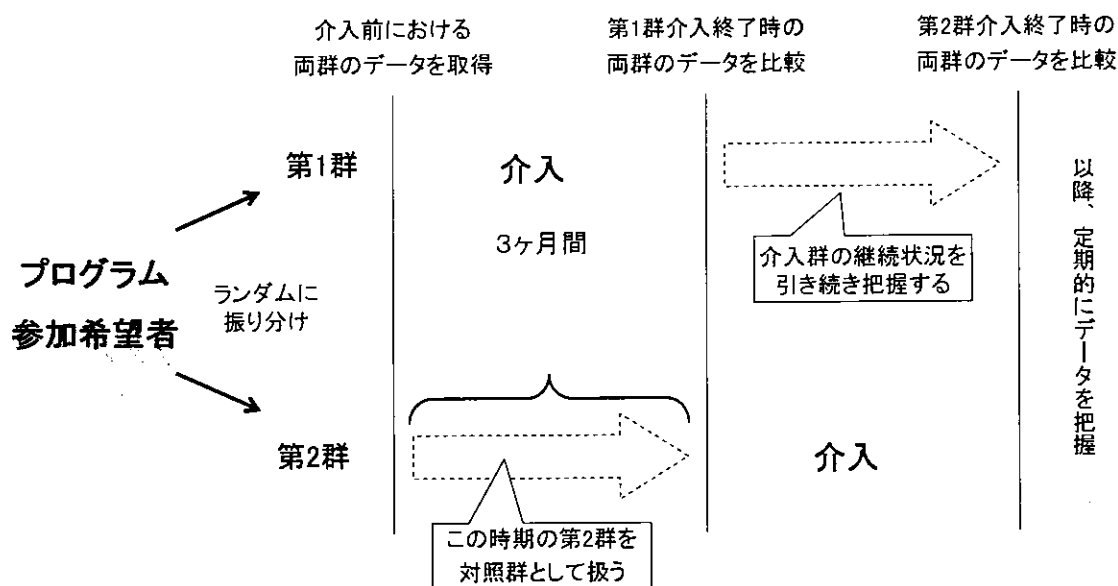 介入前における
両群のデータを取得
第1群介入終了時の
両群のデータを比較
第2群介入終了時の
両群のデータを比較
第1群
介入
3ヶ月間
介入群の継続状況を
引き続き把握する
以降、定期的にデータを把握
プログラム
参加希望者
ランダムに
振り分け
第2群
介入
この時期の第2群を
対照群として扱う